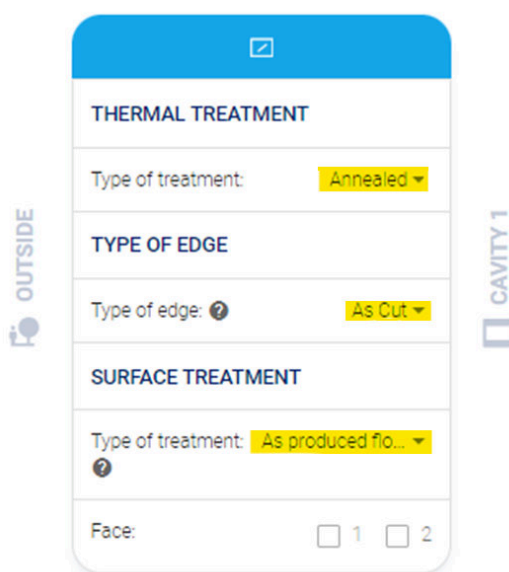 THERMAL TREATMENT
Type of treatment: Annealed
TYPE OF EDGE
Type of edge: ? As Cut
SURFACE TREATMENT
Type of treatment: As produced flo...
?
Face: 1 2
OUTSIDE
CAVITY 1